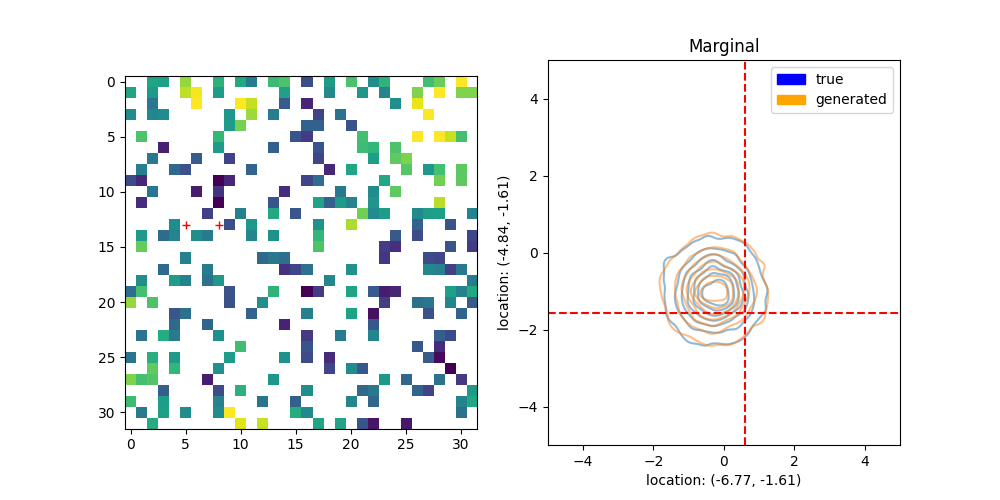 Marginal
0
5
10
15
20
25
30
0 5 10 15 20 25 30
true
generated
4
2
0
−2
−4
−4 −2 0 2 4
location: (-4.84, -1.61)
location: (-6.77, -1.61)